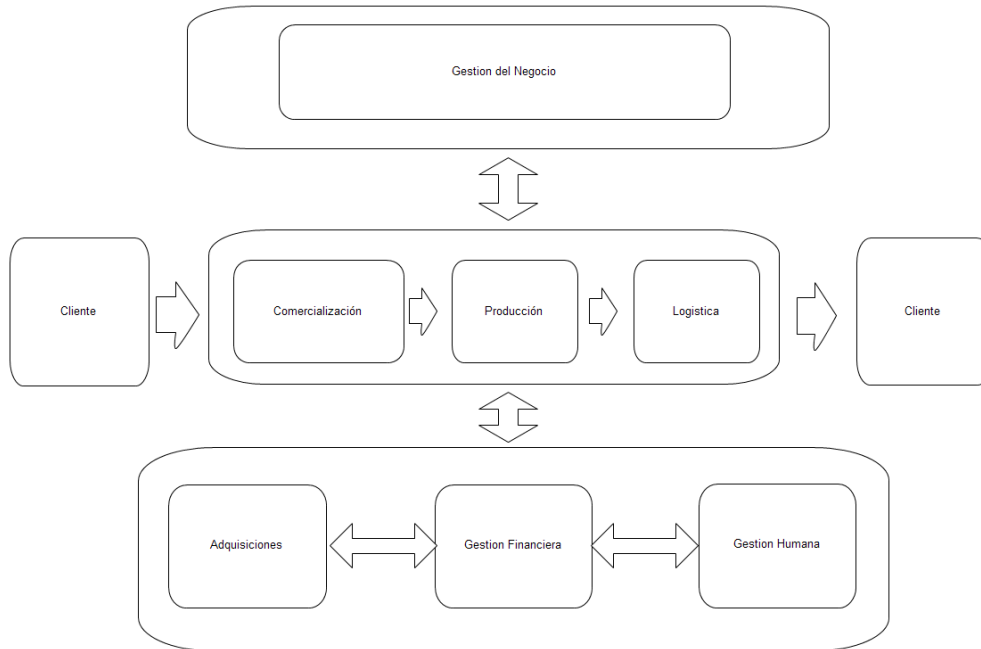 Gestion del Negocio
Cliente
Comercialización
Producción
Logistica
Cliente
Adquisiciones
Gestion Financiera
Gestion Humana